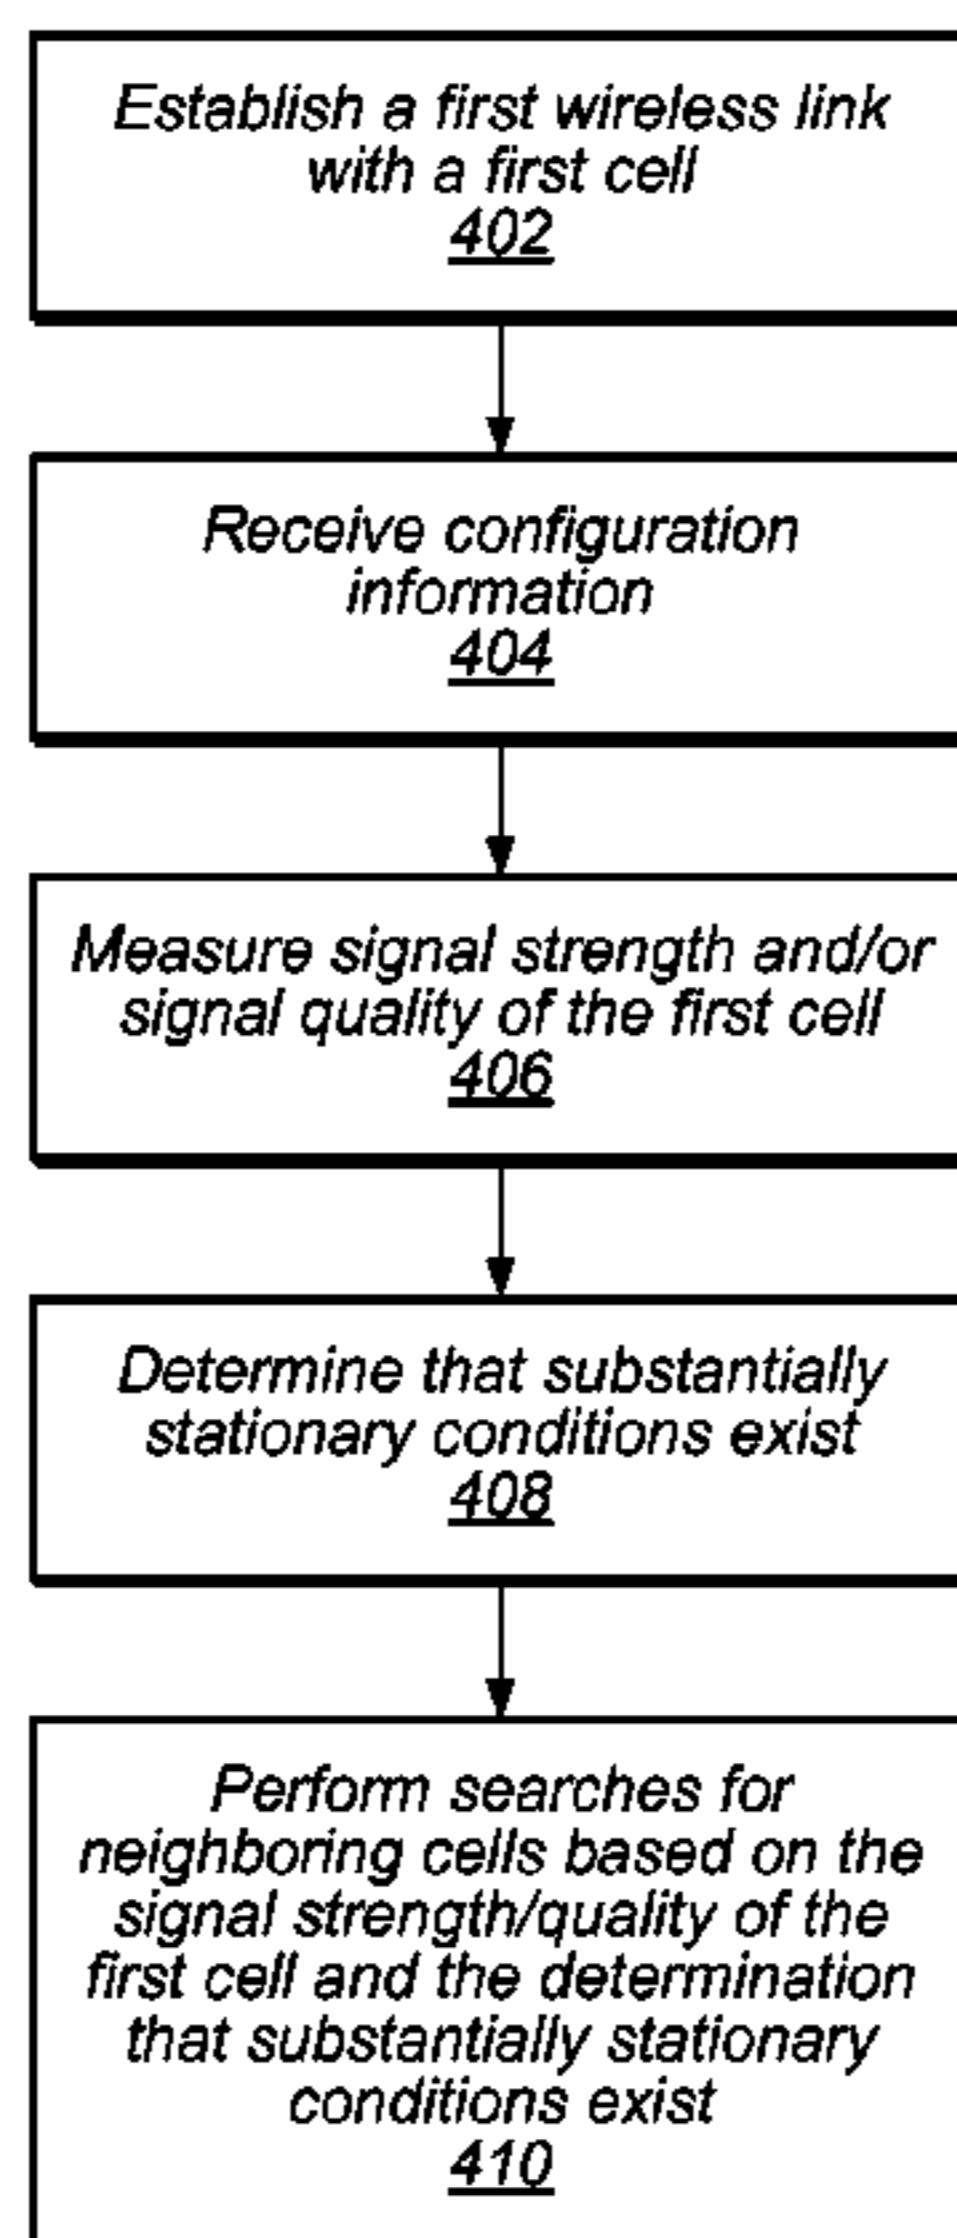 Establish a first wireless link
with a first cell
402
Receive configuration
information
404
Measure signal strength and/or
signal quality of the first cell
406
Determine that substantially
stationary conditions exist
408
Perform searches for
neighboring cells based on the
signal strength/quality of the
first cell and the determination
that substantially stationary
conditions exist
410